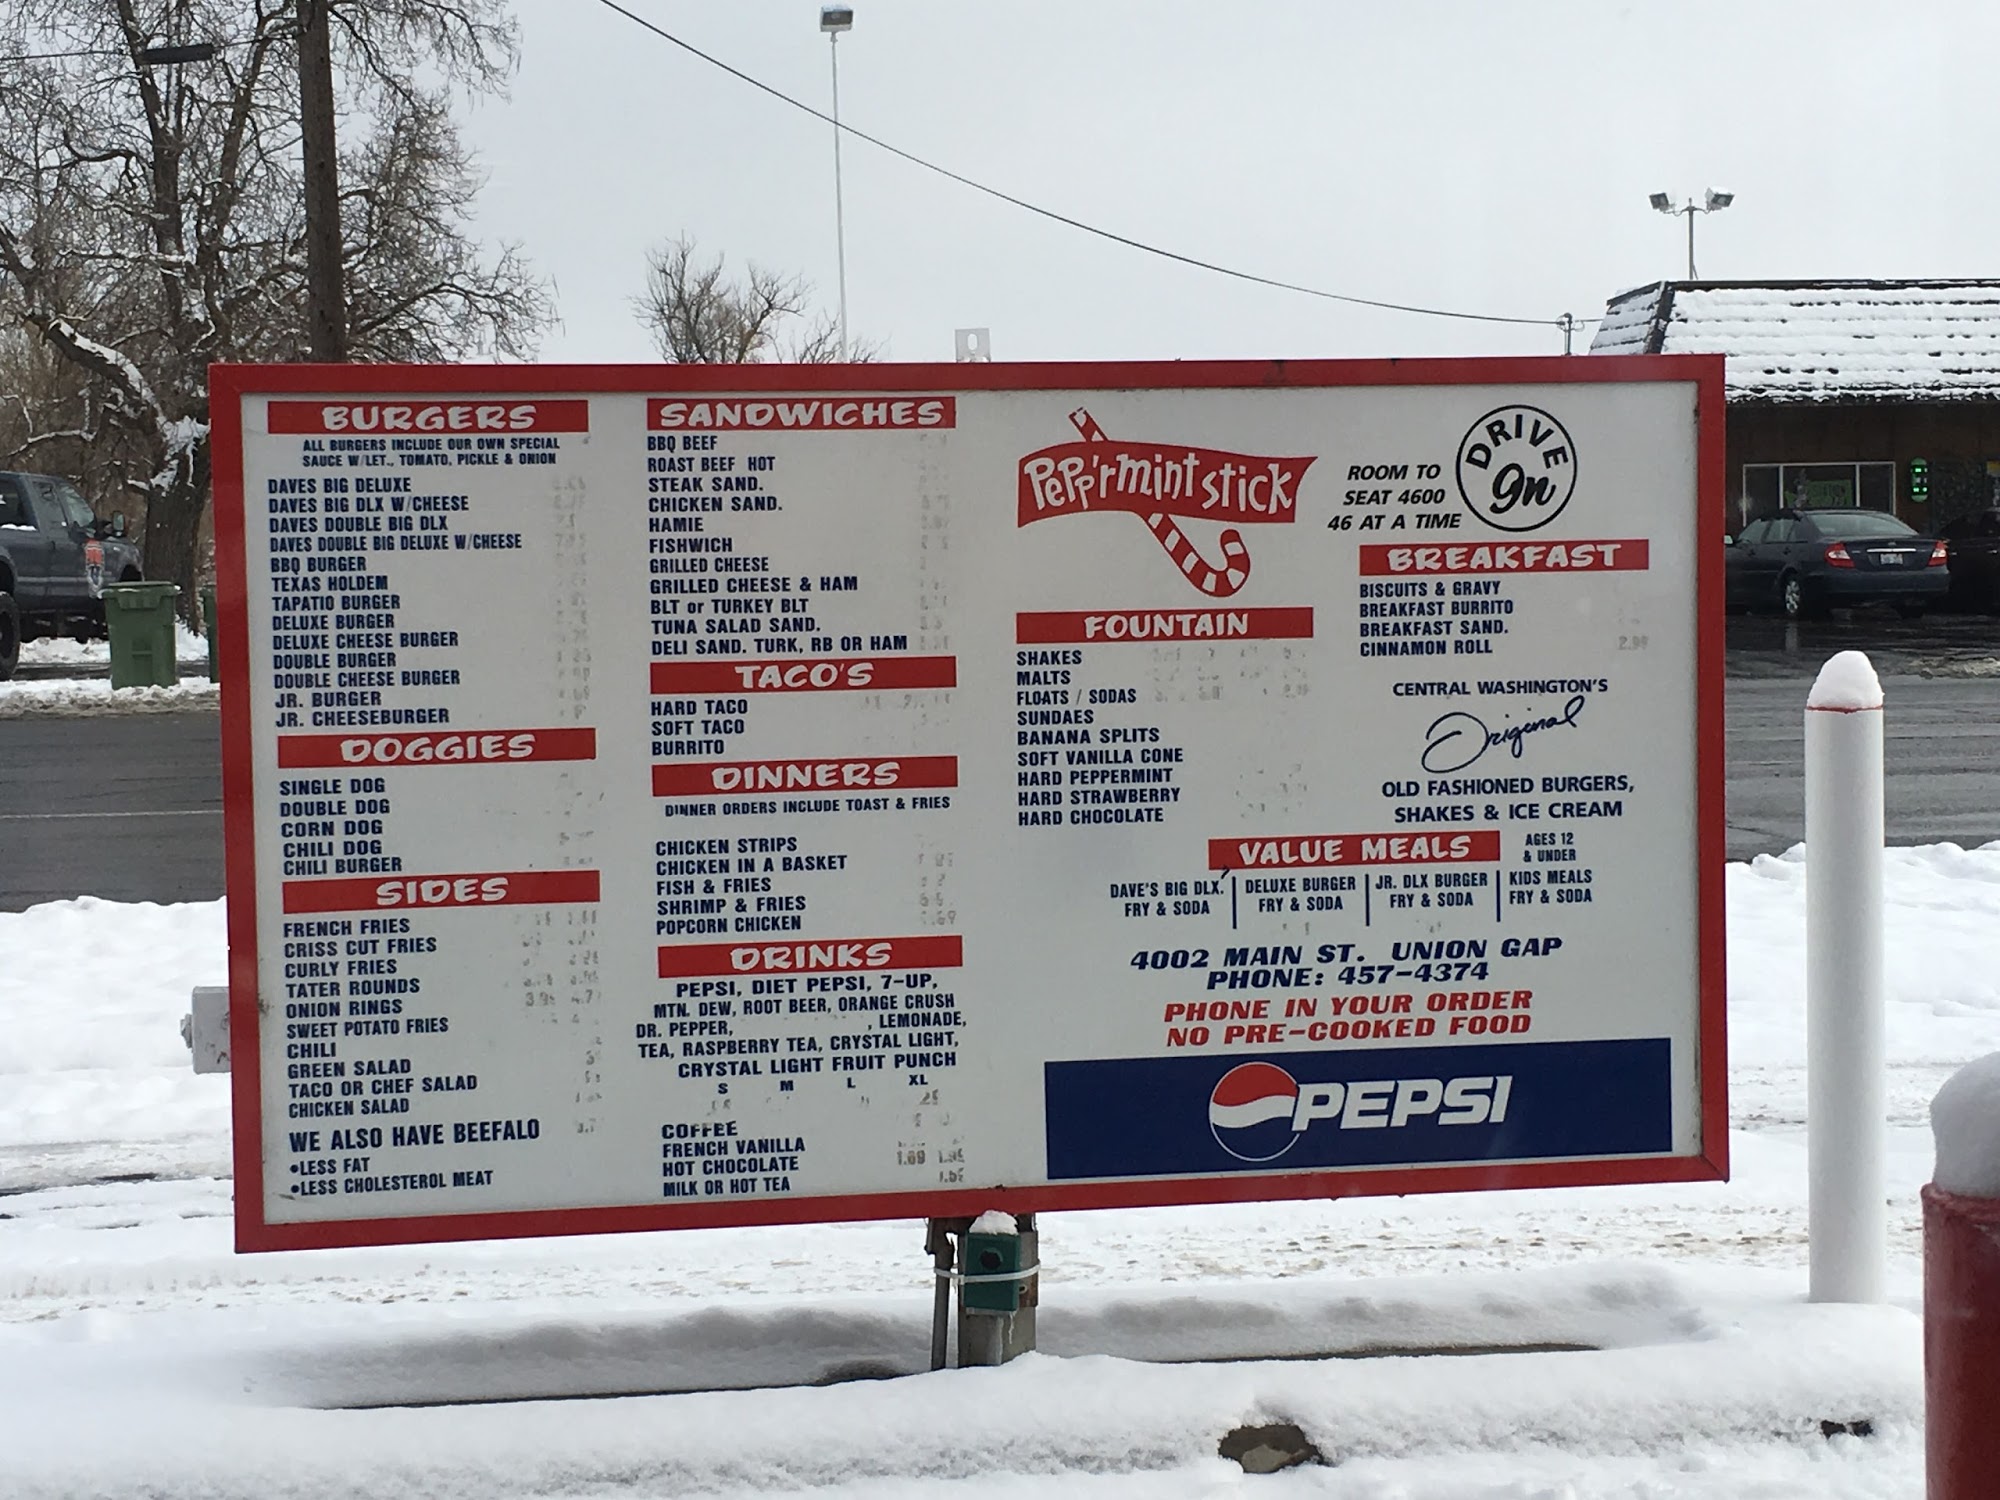 BURGERS
ALL BURGERS INCLUDE OUR OWN SPECIAL
SAUCE W/LET., TOMATO, PICKLE & ONION
DAVES BIG DELUXE
DAVES BIG DLX W/CHEESE
DAVES DOUBLE BIG DLX
DAVES DOUBLE BIG DELUXE W/CHEESE
BBQ BURGER
TEXAS HOLDEM
TAPATIO BURGER
DELUXE BURGER
DELUXE CHEESE BURGER
DOUBLE BURGER
DOUBLE CHEESE BURGER
JR. BURGER
JR. CHEESEBURGER
DOGGIES
SINGLE DOG
DOUBLE DOG
CORN DOG
CHILI DOG
CHILI BURGER
SIDES
FRENCH FRIES
CRISS CUT FRIES
CURLY FRIES
TATER ROUNDS
ONION RINGS
SWEET POTATO FRIES
CHILI
GREEN SALAD
TACO OR CHEF SALAD
CHICKEN SALAD
WE ALSO HAVE BEEFALO
•LESS FAT
•LESS CHOLESTEROL MEAT
SANDWICHES
BBQ BEEF
ROAST BEEF HOT
STEAK SAND.
CHICKEN SAND.
HAMIE
FISHWICH
GRILLED CHEESE
GRILLED CHEESE & HAM
BLT or TURKEY BLT
TUNA SALAD SAND.
DELI SAND. TURK, RB OR HAM
TACO'S
HARD TACO
SOFT TACO
BURRITO
DINNERS
DINNER ORDERS INCLUDE TOAST & FRIES
CHICKEN STRIPS
CHICKEN IN A BASKET
FISH & FRIES
SHRIMP & FRIES
POPCORN CHICKEN
DRINKS
PEPSI, DIET PEPSI, 7-UP,
MTN. DEW, ROOT BEER, ORANGE CRUSH
DR. PEPPER, , LEMONADE,
TEA, RASPBERRY TEA, CRYSTAL LIGHT,
CRYSTAL LIGHT FRUIT PUNCH
S M L XL
COFFEE
FRENCH VANILLA
HOT CHOCOLATE 1.69
MILK OR HOT TEA
Pepp'rmint stick
ROOM TO
SEAT 4600
46 AT A TIME
DRIVE
In
FOUNTAIN
SHAKES
MALTS
FLOATS / SODAS
SUNDAES
BANANA SPLITS
SOFT VANILLA CONE
HARD PEPPERMINT
HARD STRAWBERRY
HARD CHOCOLATE
BREAKFAST
BISCUITS & GRAVY
BREAKFAST BURRITO
BREAKFAST SAND.
CINNAMON ROLL 2.99
CENTRAL WASHINGTON'S
Original
OLD FASHIONED BURGERS,
SHAKES & ICE CREAM
VALUE MEALS
AGES 12
& UNDER
DAVE'S BIG DLX.
FRY & SODA
DELUXE BURGER
FRY & SODA
JR. DLX BURGER
FRY & SODA
KIDS MEALS
FRY & SODA
4002 MAIN ST. UNION GAP
PHONE: 457-4374
PHONE IN YOUR ORDER
NO PRE-COOKED FOOD
PEPSI